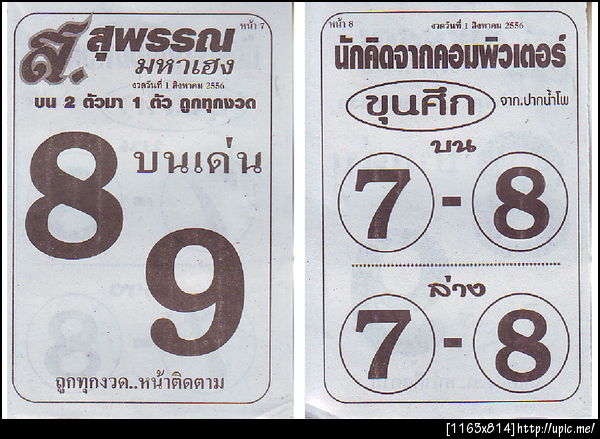 หน้า 7
ส. สุพรรณ
มหาเฮง
งวดวันที่ 1 สิงหาคม 2556
บน 2 ตัวมา 1 ตัว ถูกทุกงวด
8 บนเด่น
9
ถูกทุกงวด..หน้าติดตาม
หน้า 8
งวดวันที่ 1 สิงหาคม 2556
นักคิดจากคอมพิวเตอร์
ขุนศึก จาก.ปากน้ำโพ
บน
7 - 8
ล่าง
7 - 8
[1163x814]http://upic.me/